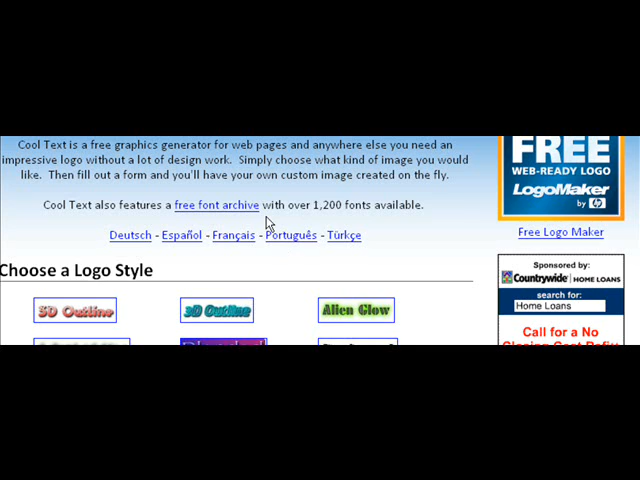 Cool Text is a free graphics generator for web pages and anywhere else you need an
impressive logo without a lot of design work. Simply choose what kind of image you would
like. Then fill out a form and you'll have your own custom image created on the fly.
Cool Text also features a free font archive with over 1,200 fonts available.
Deutsch - Español - Français - Português - Türkçe
Choose a Logo Style
3D Outline
3D Outline
Alien Glow
FREE
WEB-READY LOGO
LogoMaker
by hp
Free Logo Maker
Sponsored by:
Countrywide HOME LOANS
search for:
Home Loans
Call for a No